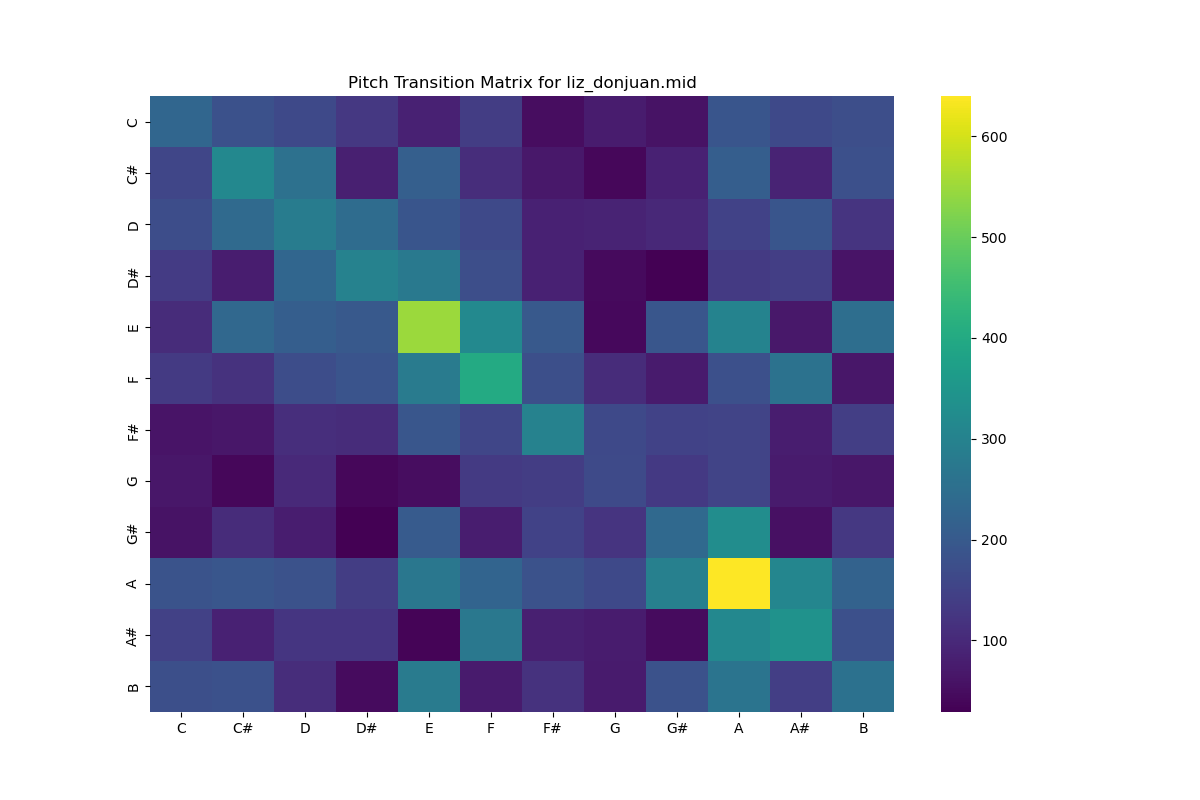 Pitch Transition Matrix for liz_donjuan.mid
C
C#
D
D#
E
F
F#
G
G#
A
A#
B
C C# D D# E F F# G G# A A# B
600
500
400
300
200
100